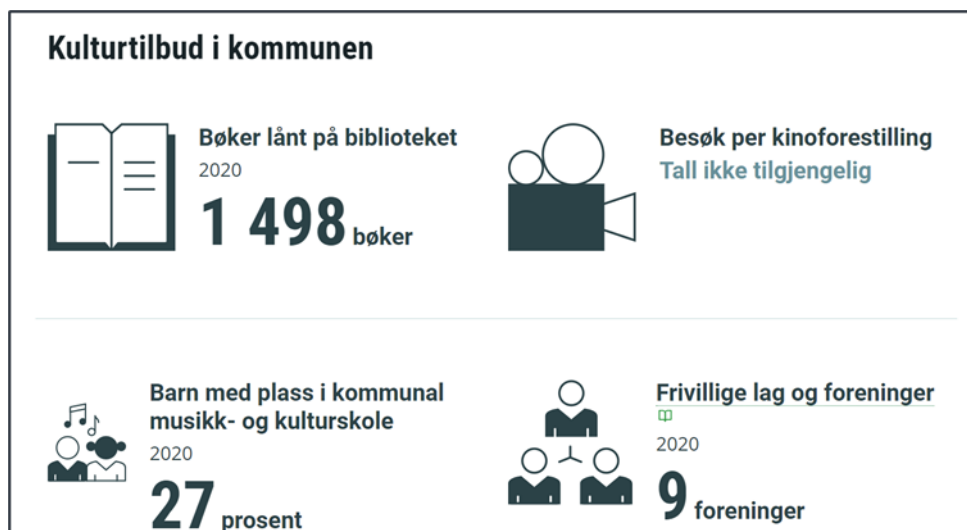 Kulturtilbud i kommunen
Bøker lånt på biblioteket
2020
1 498 bøker
Besøk per kinoforestilling
Tall ikke tilgjengelig
Barn med plass i kommunal
musikk- og kulturskole
2020
27 prosent
Frivillige lag og foreninger
2020
9 foreninger